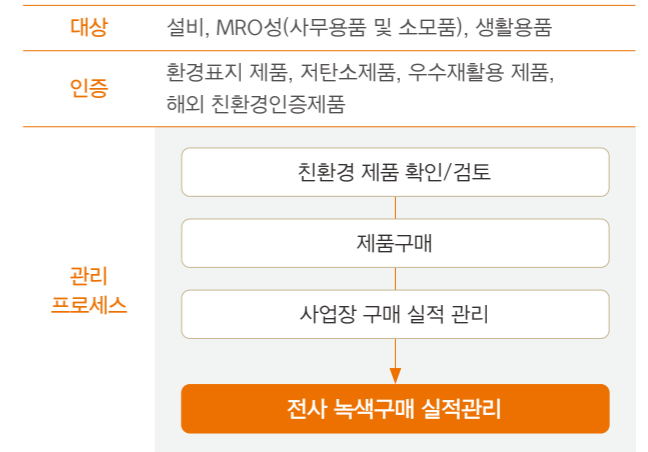 대상
설비, MRO성(사무용품 및 소모품), 생활용품
인증
환경표지 제품, 저탄소제품, 우수재활용 제품,
해외 친환경인증제품
관리
프로세스
친환경 제품 확인/검토
제품구매
사업장 구매 실적 관리
전사 녹색구매 실적관리